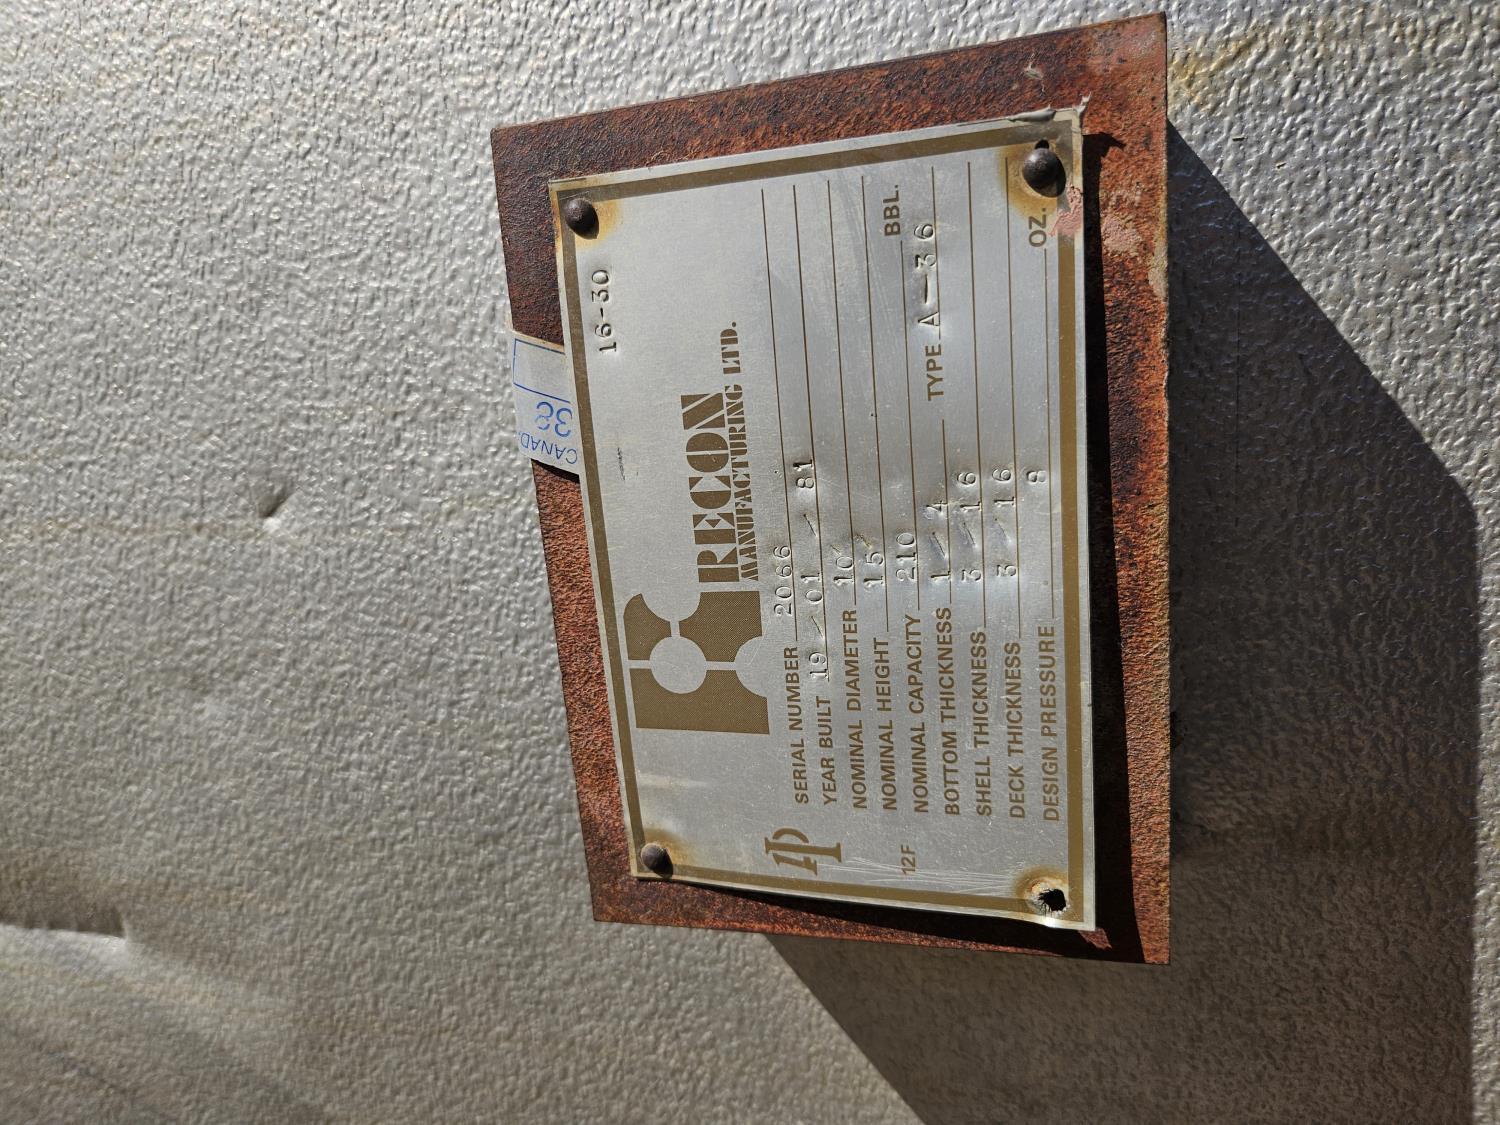 16-30
RECON
MANUFACTURING LTD.
AP
12F
SERIAL NUMBER 2066
YEAR BUILT 19/01/81
NOMINAL DIAMETER 10'
NOMINAL HEIGHT 15'
NOMINAL CAPACITY 210 BBL.
BOTTOM THICKNESS 1/4 TYPE A-36
SHELL THICKNESS 3/16
DECK THICKNESS 3/16
DESIGN PRESSURE 8 OZ.
CANAD
38